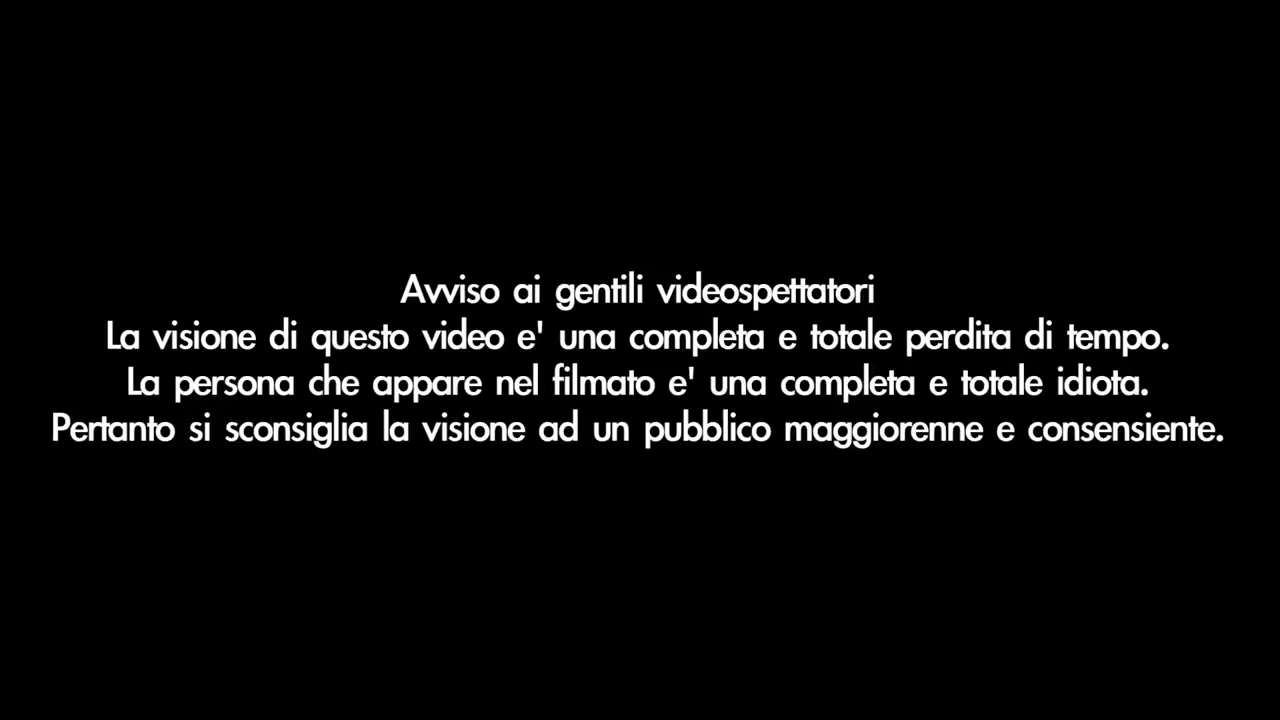 Avviso ai gentili videospettatori
La visione di questo video e' una completa e totale perdita di tempo.
La persona che appare nel filmato e' una completa e totale idiota.
Pertanto si sconsiglia la visione ad un pubblico maggiorenne e consensiente.